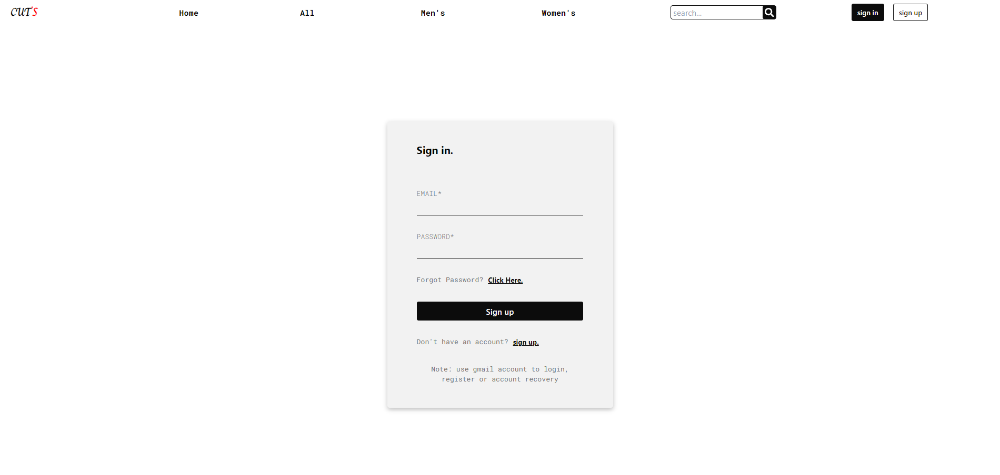 CUT'S
Home
All
Men's
Women's
search...
sign in
sign up
Sign in.
EMAIL*
PASSWORD*
Forgot Password? Click Here.
Sign up
Don't have an account? sign up.
Note: use gmail account to login,
register or account recovery